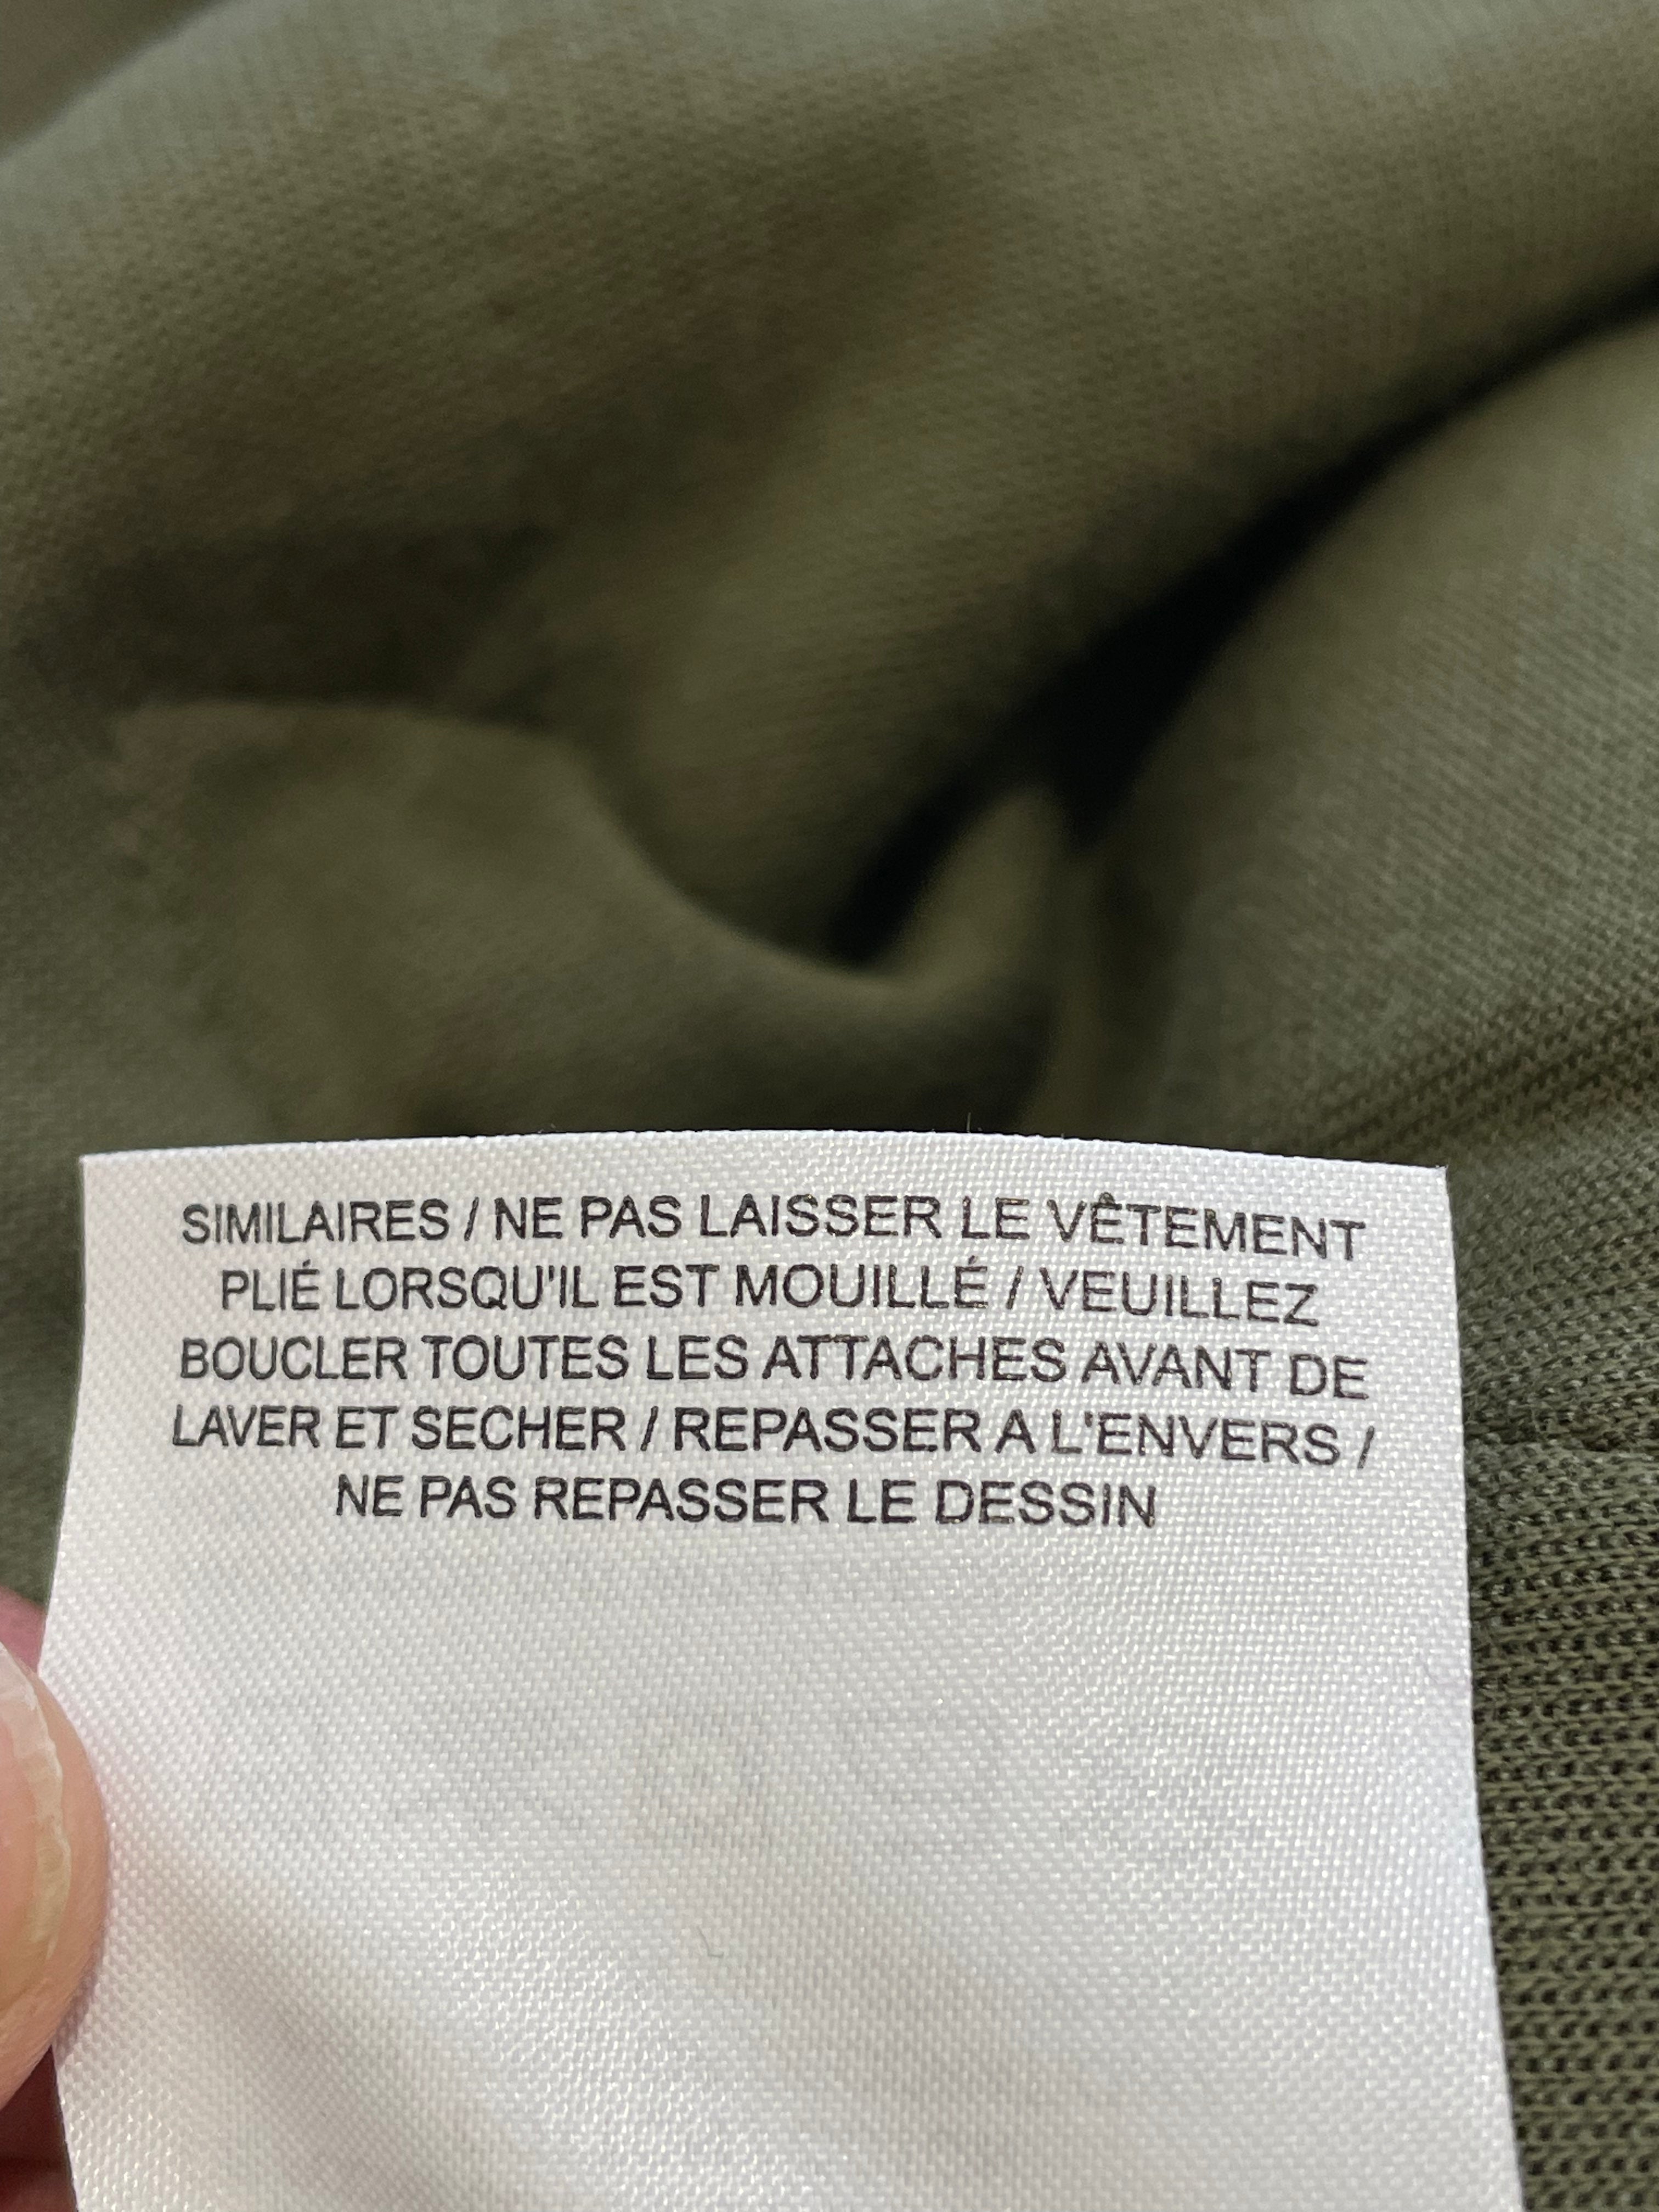 SIMILAIRES / NE PAS LAISSER LE VÊTEMENT
PLIÉ LORSQU'IL EST MOUILLÉ / VEUILLEZ
BOUCLER TOUTES LES ATTACHES AVANT DE
LAVER ET SECHER / REPASSER A L'ENVERS /
NE PAS REPASSER LE DESSIN